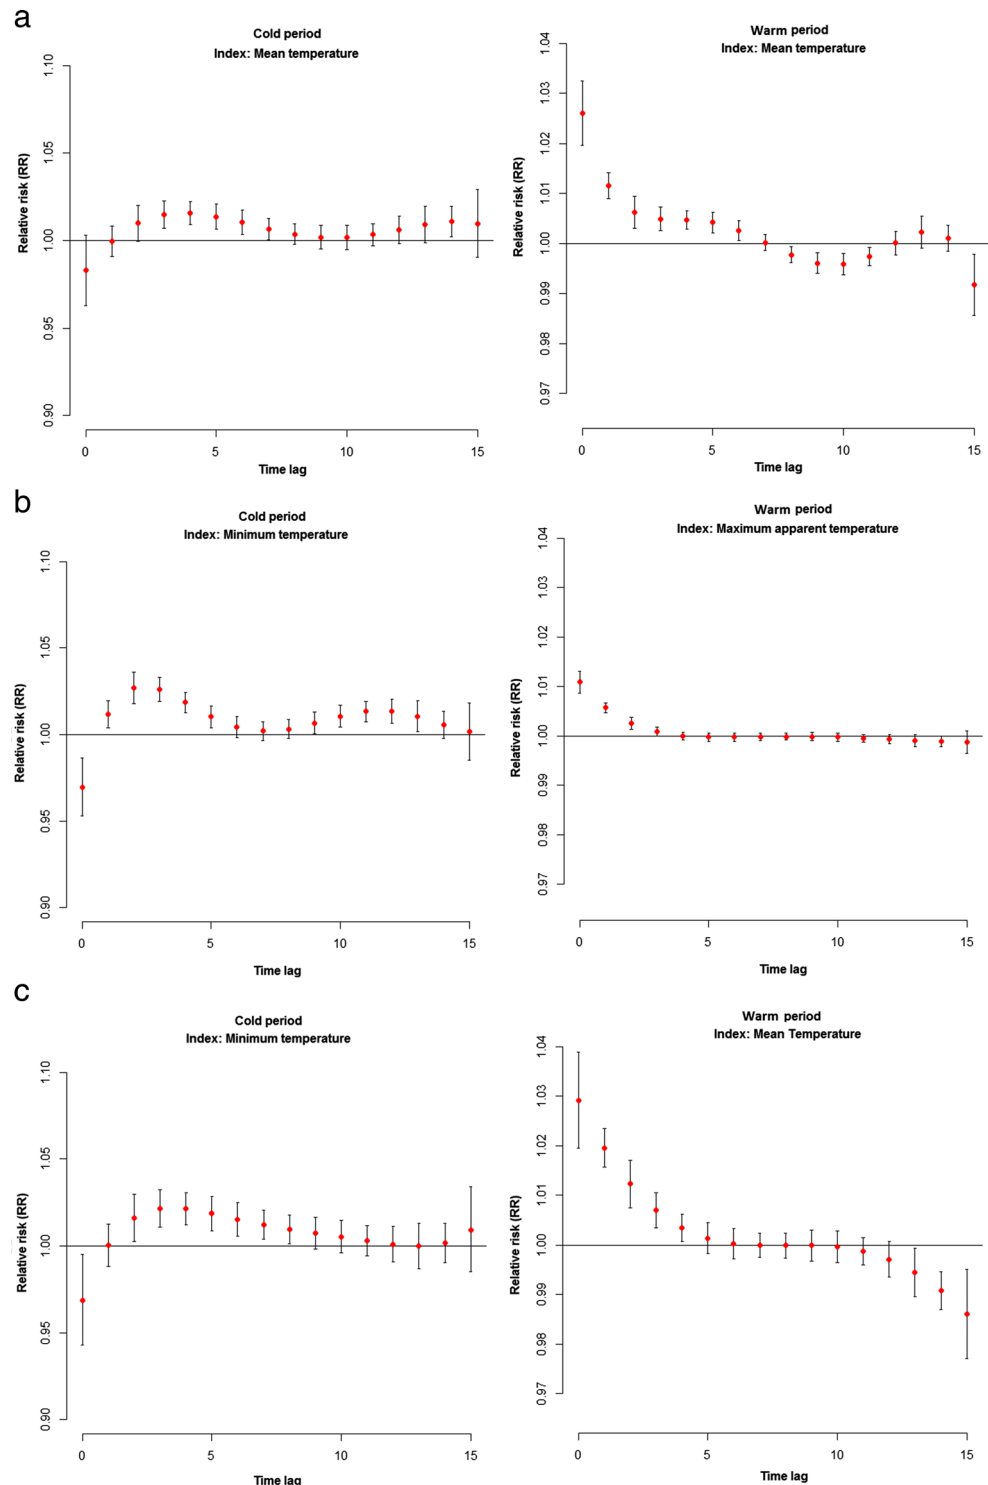 a
Cold period
Index: Mean temperature
Relative risk (RR)
1.10
1.05
1.00
0.95
0.90
0 5 10 15
Time lag
Warm period
Index: Mean temperature
Relative risk (RR)
1.04
1.03
1.02
1.01
1.00
0.99
0.98
0.97
0 5 10 15
Time lag
b
Cold period
Index: Minimum temperature
Relative risk (RR)
1.10
1.05
1.00
0.95
0.90
0 5 10 15
Time lag
Warm period
Index: Maximum apparent temperature
Relative risk (RR)
1.04
1.03
1.02
1.01
1.00
0.99
0.98
0.97
0 5 10 15
Time lag
c
Cold period
Index: Minimum temperature
Relative risk (RR)
1.10
1.05
1.00
0.95
0.90
0 5 10 15
Time lag
Warm period
Index: Mean Temperature
Relative risk (RR)
1.04
1.03
1.02
1.01
1.00
0.99
0.98
0.97
0 5 10 15
Time lag